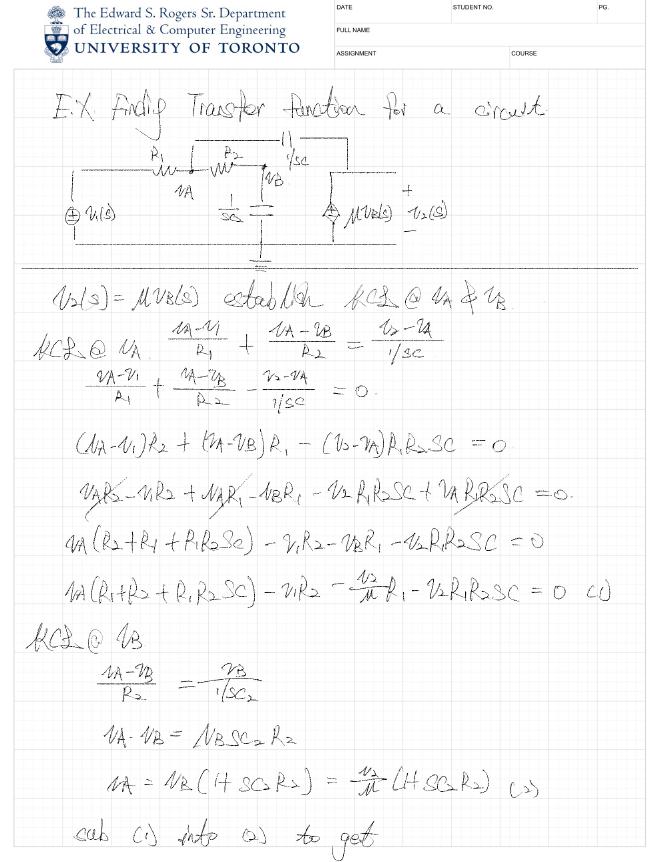 The Edward S. Rogers Sr. Department
of Electrical & Computer Engineering
UNIVERSITY OF TORONTO
DATE
STUDENT NO.
PG.
FULL NAME
ASSIGNMENT
COURSE
E.X. Finding Transfer function for a circuit.
R1
R2
1/SC
VA
VB
V1(S)
1/SC2
MVB(S)
+
V2(S)
−
V2(S) = MVB(S) establish KCL @ VA & VB
KCL @ VA (VA-V1)/R1 + (VA-VB)/R2 = (V2-VA)/(1/SC)
(VA-V1)/R1 + (VA-VB)/R2 - (V2-VA)/(1/SC) = 0.
(VA-V1)R2 + (VA-VB)R1 - (V2-VA)R1R2SC = 0
VAR2 - V1R2 + VAR1 - VBR1 - V2R1R2SC + VAR1R2SC = 0.
VA(R2+R1+R1R2SC) - V1R2 - VBR1 - V2R1R2SC = 0
VA(R1+R2+R1R2SC) - V1R2 - (V2/M)R1 - V2R1R2SC = 0 (1)
KCL @ VB
(VA-VB)/R2 = VB/(1/SC2)
VA-VB = VBSC2R2
VA = VB(1+SC2R2) = (V2/M)(1+SC2R2) (2)
sub (1) into (2) to get